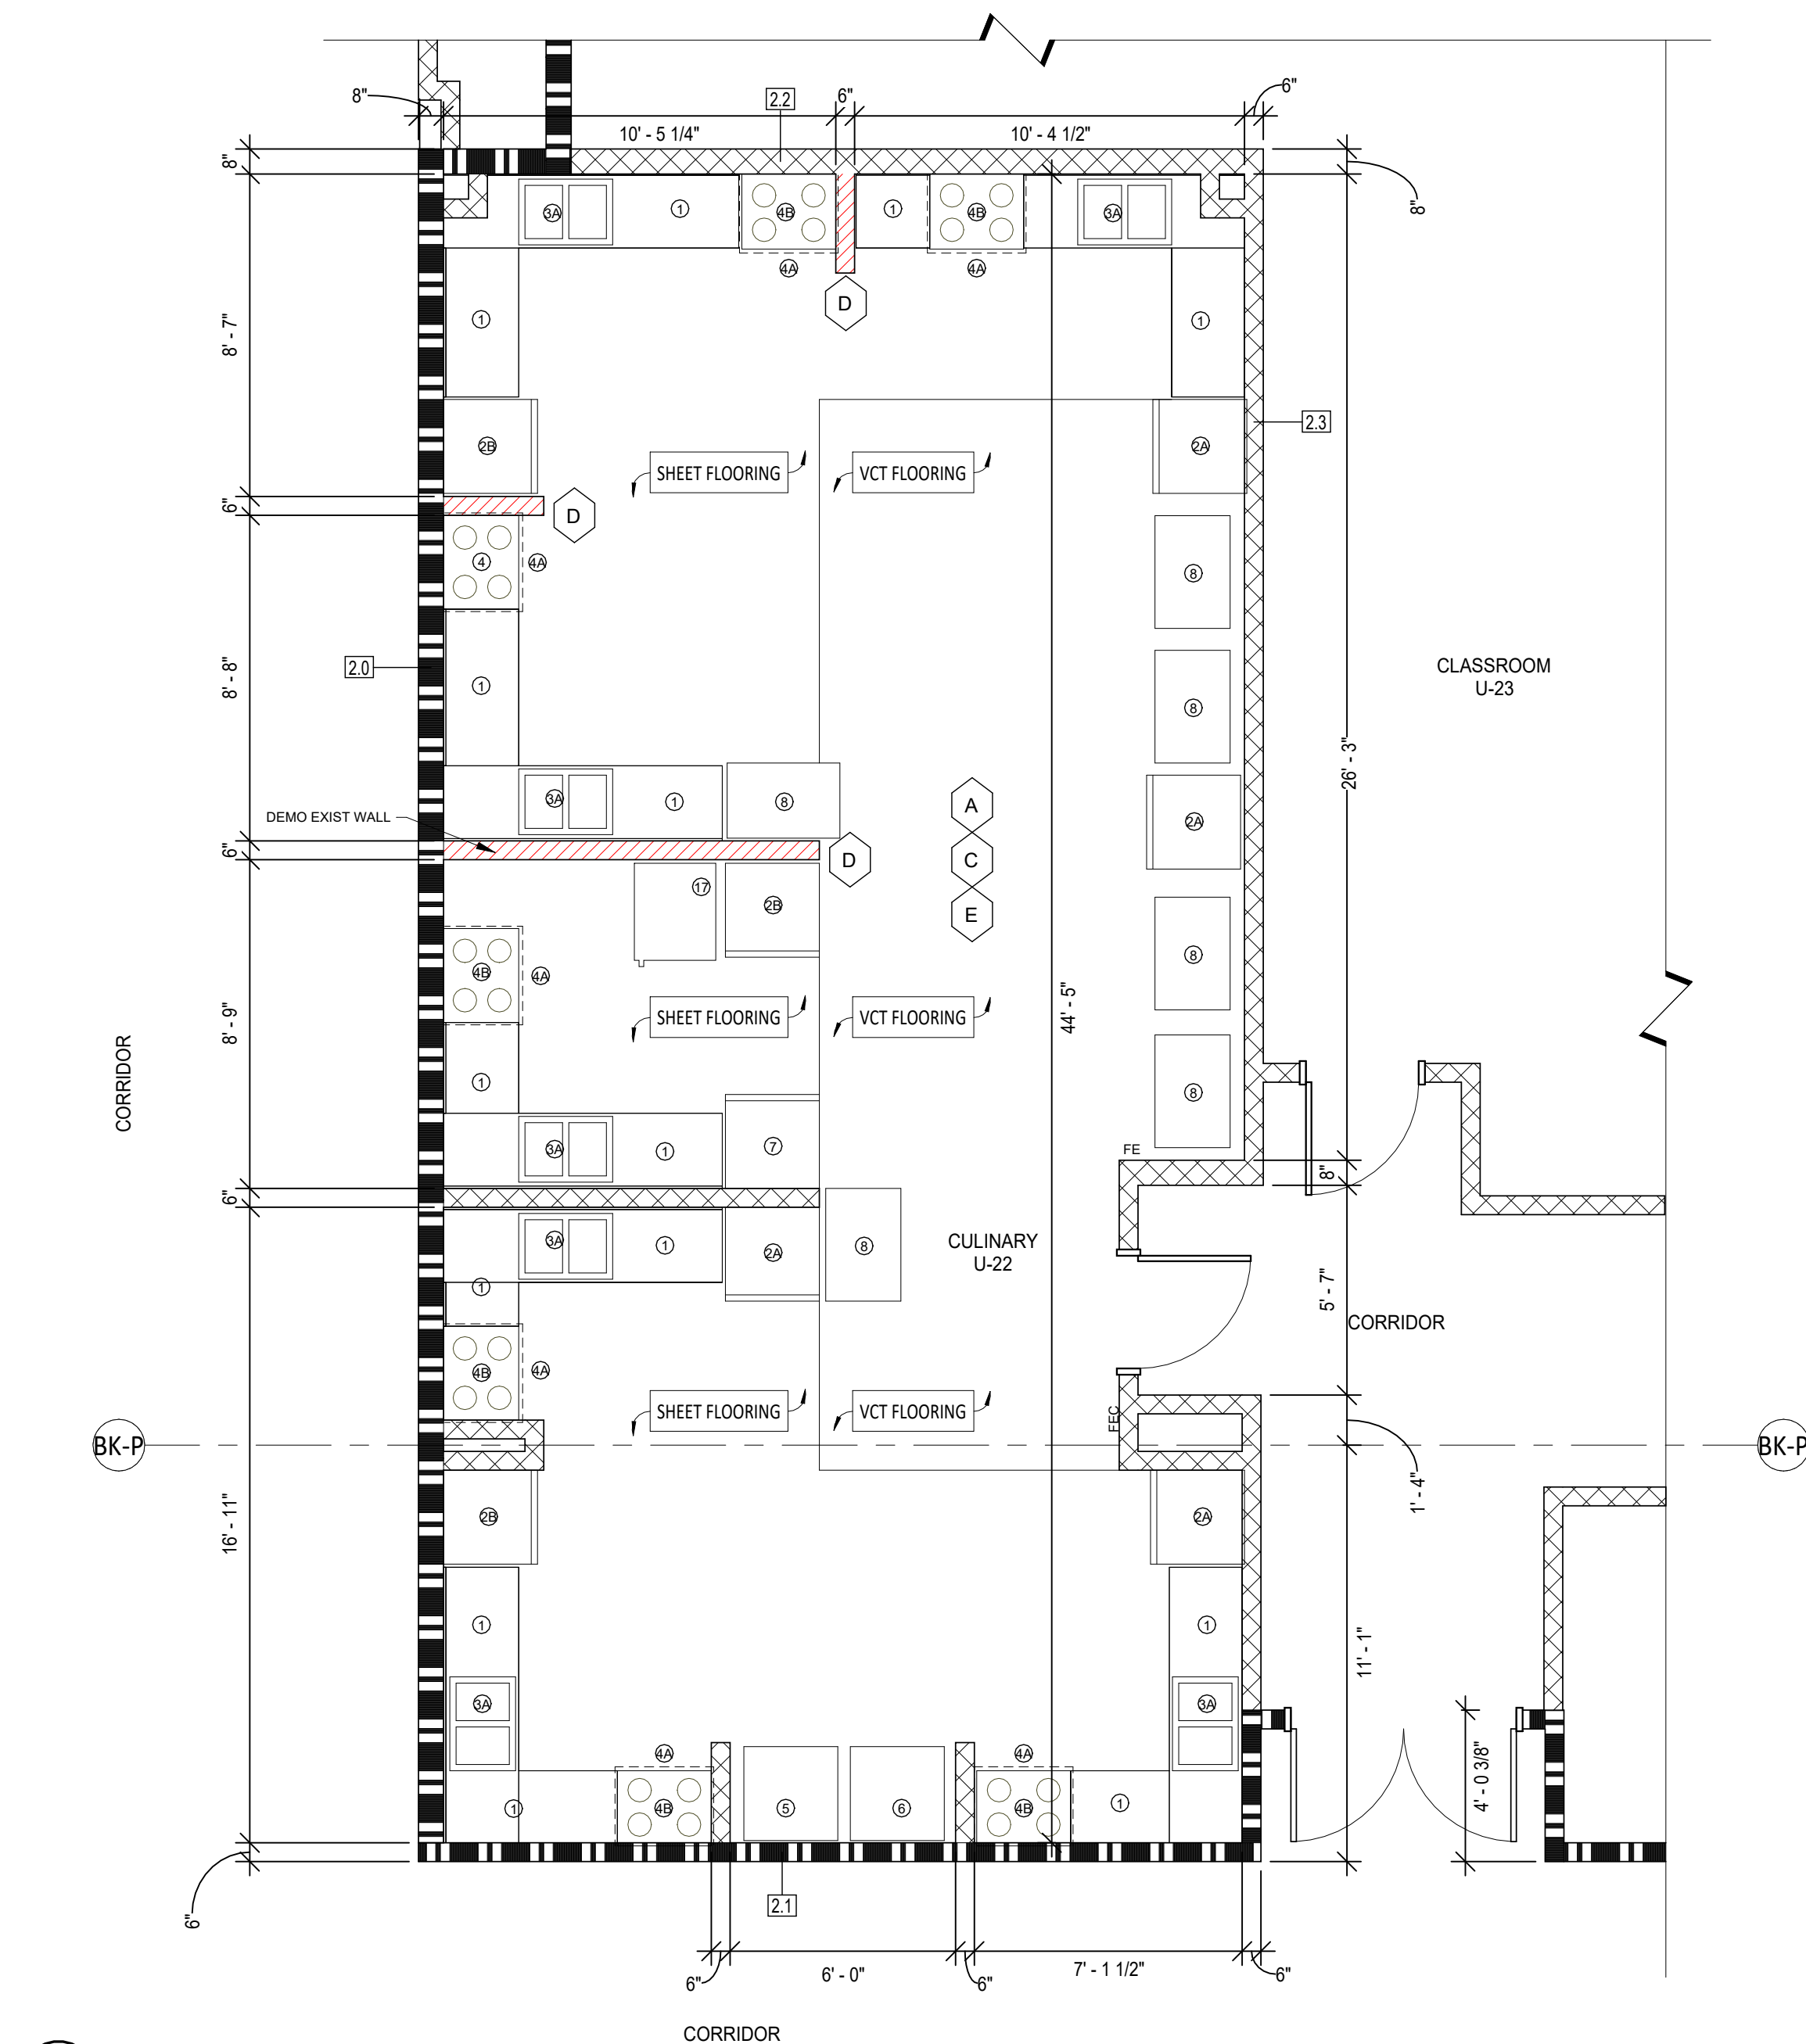 8"
2.2
6"
6"
10' - 5 1/4"
10' - 4 1/2"
8"
8"
3A
1
4B
1
4B
3A
4A
4A
D
1
1
8' - 7"
2.3
2B
2A
SHEET FLOORING
VCT FLOORING
6"
D
4
4A
8
CLASSROOM
U-23
2.0
8' - 8"
1
8
26' - 3"
3A
1
8
A
2A
DEMO EXIST WALL
6"
D
C
17
2B
E
8
4B
4A
SHEET FLOORING
VCT FLOORING
44' - 5"
8' - 9"
CORRIDOR
1
8
3A
1
7
FE
8"
6"
3A
1
2A
8
CULINARY
U-22
1
5' - 7"
CORRIDOR
4B
4A
SHEET FLOORING
VCT FLOORING
FEC
BK-P
BK-P
1' - 4"
16' - 11"
2B
2A
1
1
11' - 1"
3A
3A
4A
4A
4' - 0 3/8"
1
4B
5
6
4B
1
2.1
6"
6"
6' - 0"
6"
7' - 1 1/2"
6"
CORRIDOR